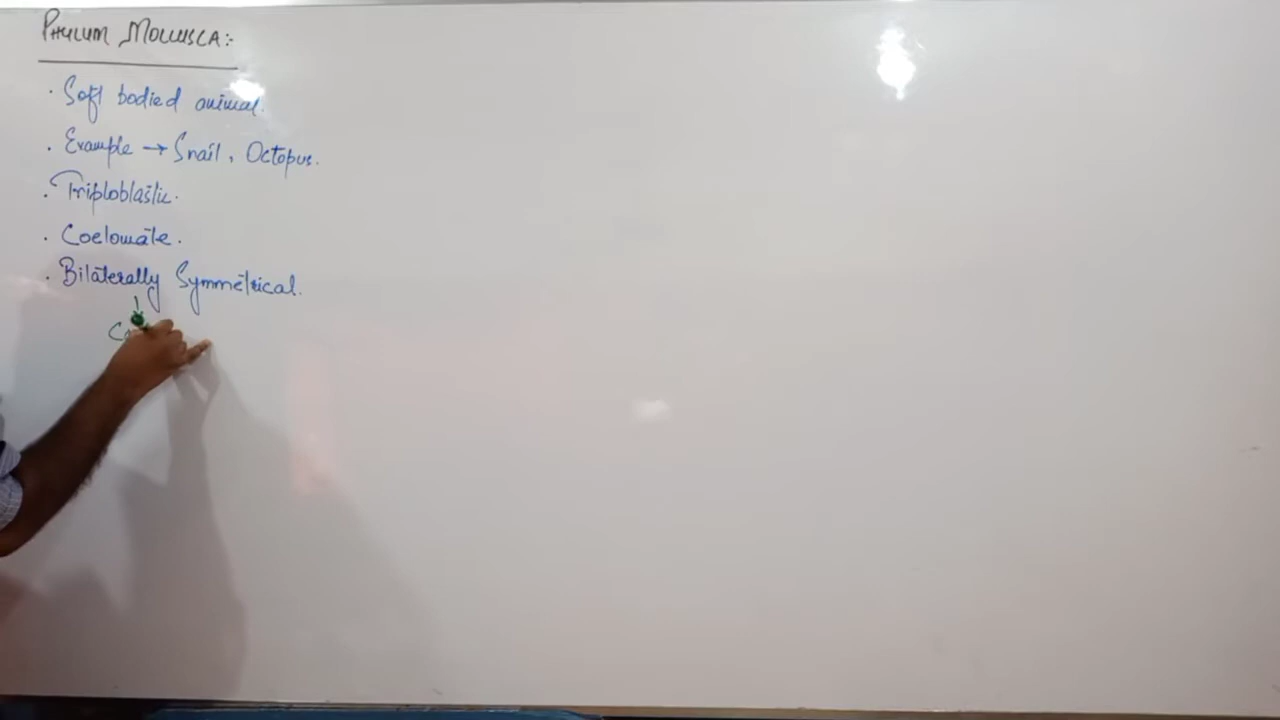 PHYLUM MOLLUSCA:-
. Soft bodied animal.
. Example → Snail, Octopus.
. Triploblastic.
. Coelomate.
. Bilaterally Symmetrical.